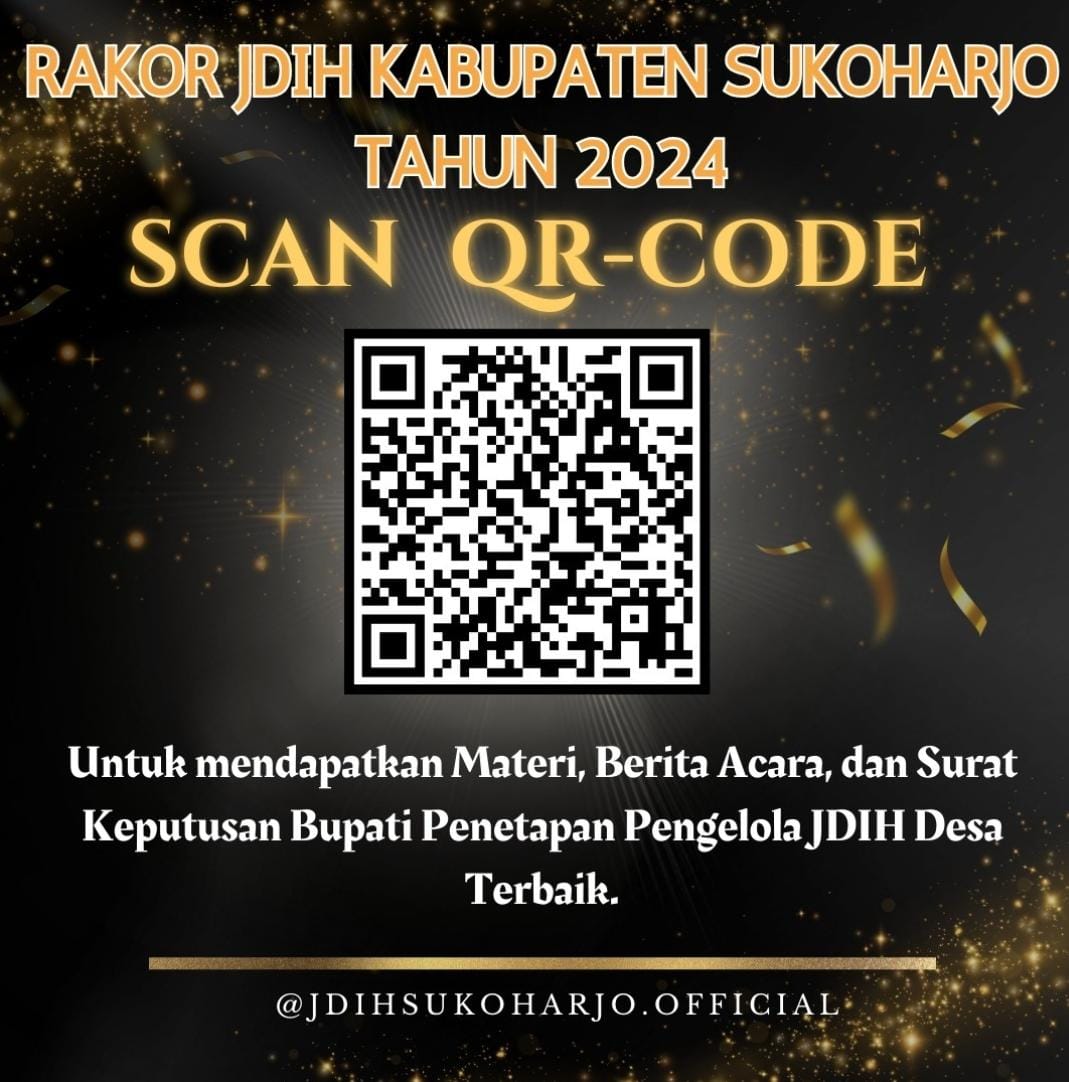 RAKOR JDIH KABUPATEN SUKOHARJO
TAHUN 2024
SCAN QR-CODE
Untuk mendapatkan Materi, Berita Acara, dan Surat
Keputusan Bupati Penetapan Pengelola JDIH Desa
Terbaik.
@JDIHSUKOHARJO.OFFICIAL